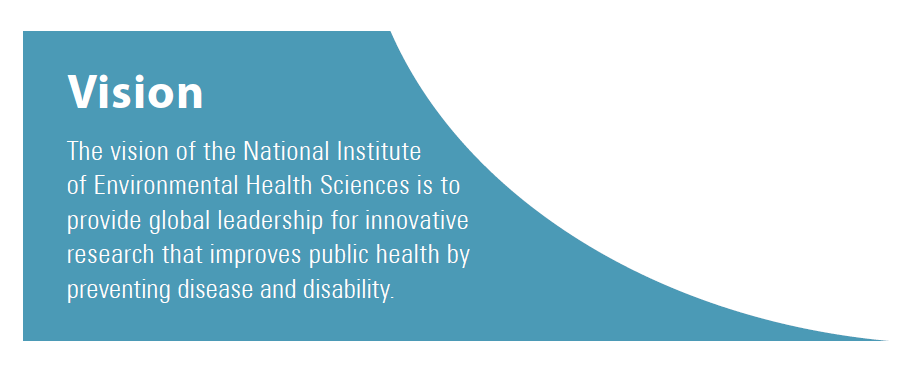 Vision
The vision of the National Institute
of Environmental Health Sciences is to
provide global leadership for innovative
research that improves public health by
preventing disease and disability.